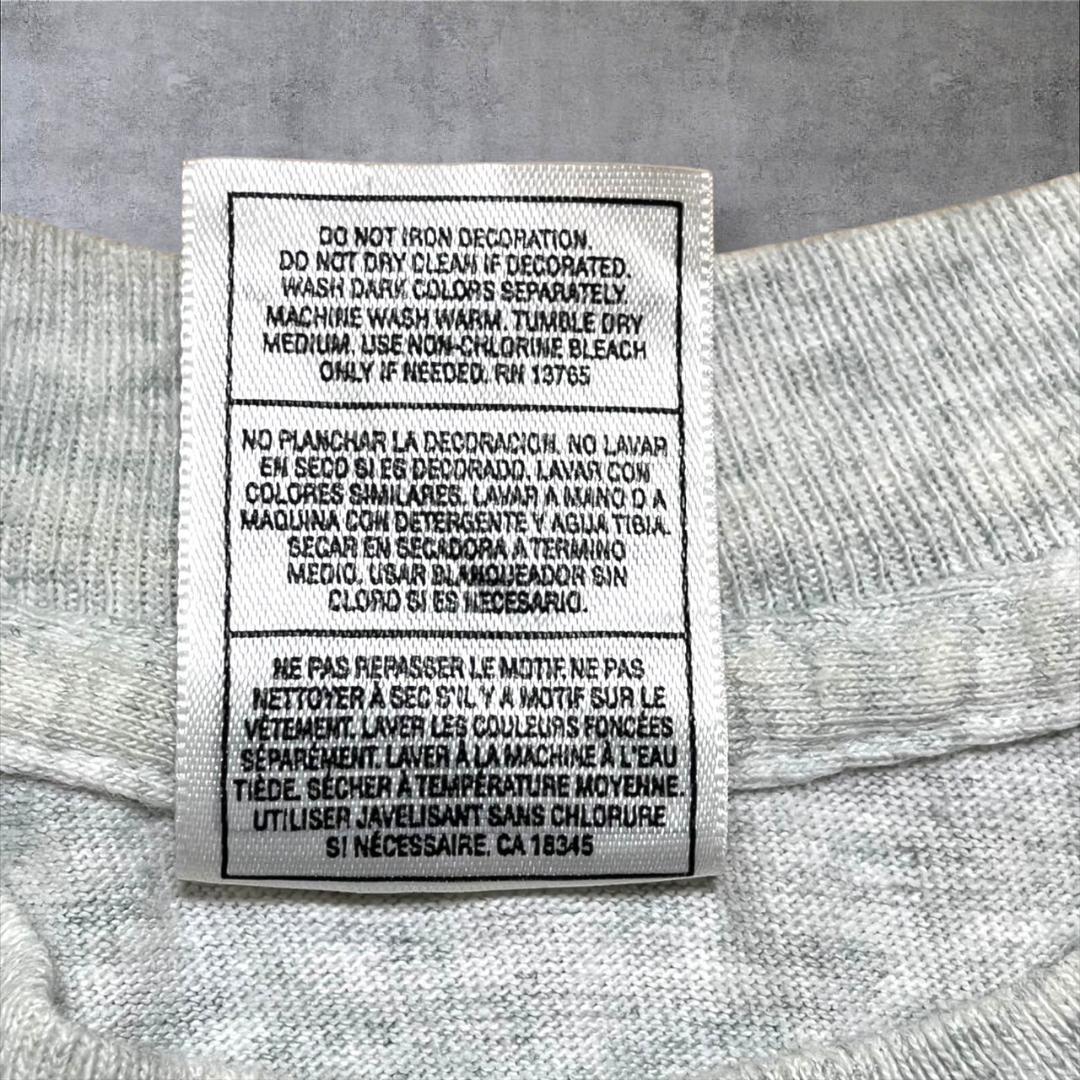 DO NOT IRON DECORATION.
DO NOT DRY CLEAN IF DECORATED.
WASH DARK COLORS SEPARATELY.
MACHINE WASH WARM. TUMBLE DRY
MEDIUM. USE NON-CHLORINE BLEACH
ONLY IF NEEDED. RN 13765
NO PLANCHAR LA DECORACION. NO LAVAR
EN SECO SI ES DECORADO. LAVAR CON
COLORES SIMILARES. LAVAR A MANO O A
MAQUINA CON DETERGENTE Y AGUA TIBIA.
SECAR EN SECADORA A TERMINO
MEDIO. USAR BLANQUEADOR SIN
CLORO SI ES NECESARIO.
NE PAS REPASSER LE MOTIF. NE PAS
NETTOYER À SEC S'IL Y A MOTIF SUR LE
VÊTEMENT. LAVER LES COULEURS FONCÉES
SÉPARÉMENT. LAVER À LA MACHINE À L'EAU
TIÈDE. SÉCHER À TEMPÉRATURE MOYENNE.
UTILISER JAVELISANT SANS CHLORURE
SI NÉCESSAIRE. CA 18345